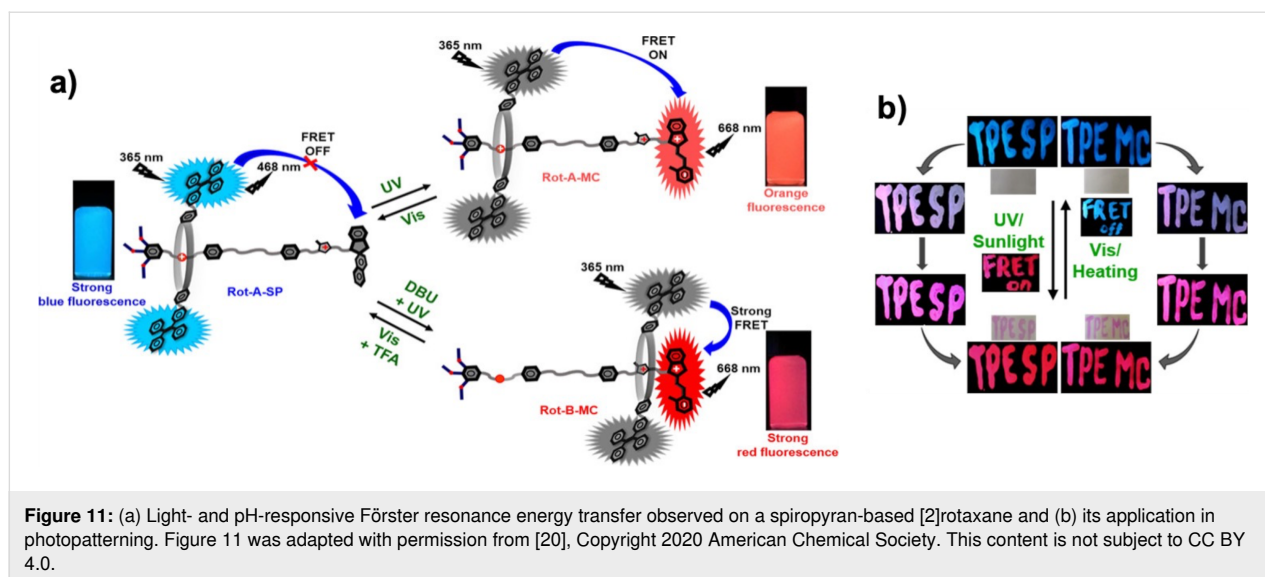 a)
365 nm
FRET
OFF
468 nm
Strong
blue fluorescence
Rot-A-SP
UV
Vis
DBU
+ UV
Vis
+ TFA
365 nm
FRET
ON
668 nm
Rot-A-MC
Orange
fluorescence
365 nm
Strong
FRET
668 nm
Rot-B-MC
Strong
red fluorescence
b)
TPE SP
TPE MC
TPE SP
TPE MC
UV/
Sunlight
FRET
on
FRET
off
Vis/
Heating
TPE SP
TPE MC
TPE SP
TPE MC
TPE SP
TPE MC
Figure 11: (a) Light- and pH-responsive Förster resonance energy transfer observed on a spiropyran-based [2]rotaxane and (b) its application in
photopatterning. Figure 11 was adapted with permission from [20], Copyright 2020 American Chemical Society. This content is not subject to CC BY
4.0.